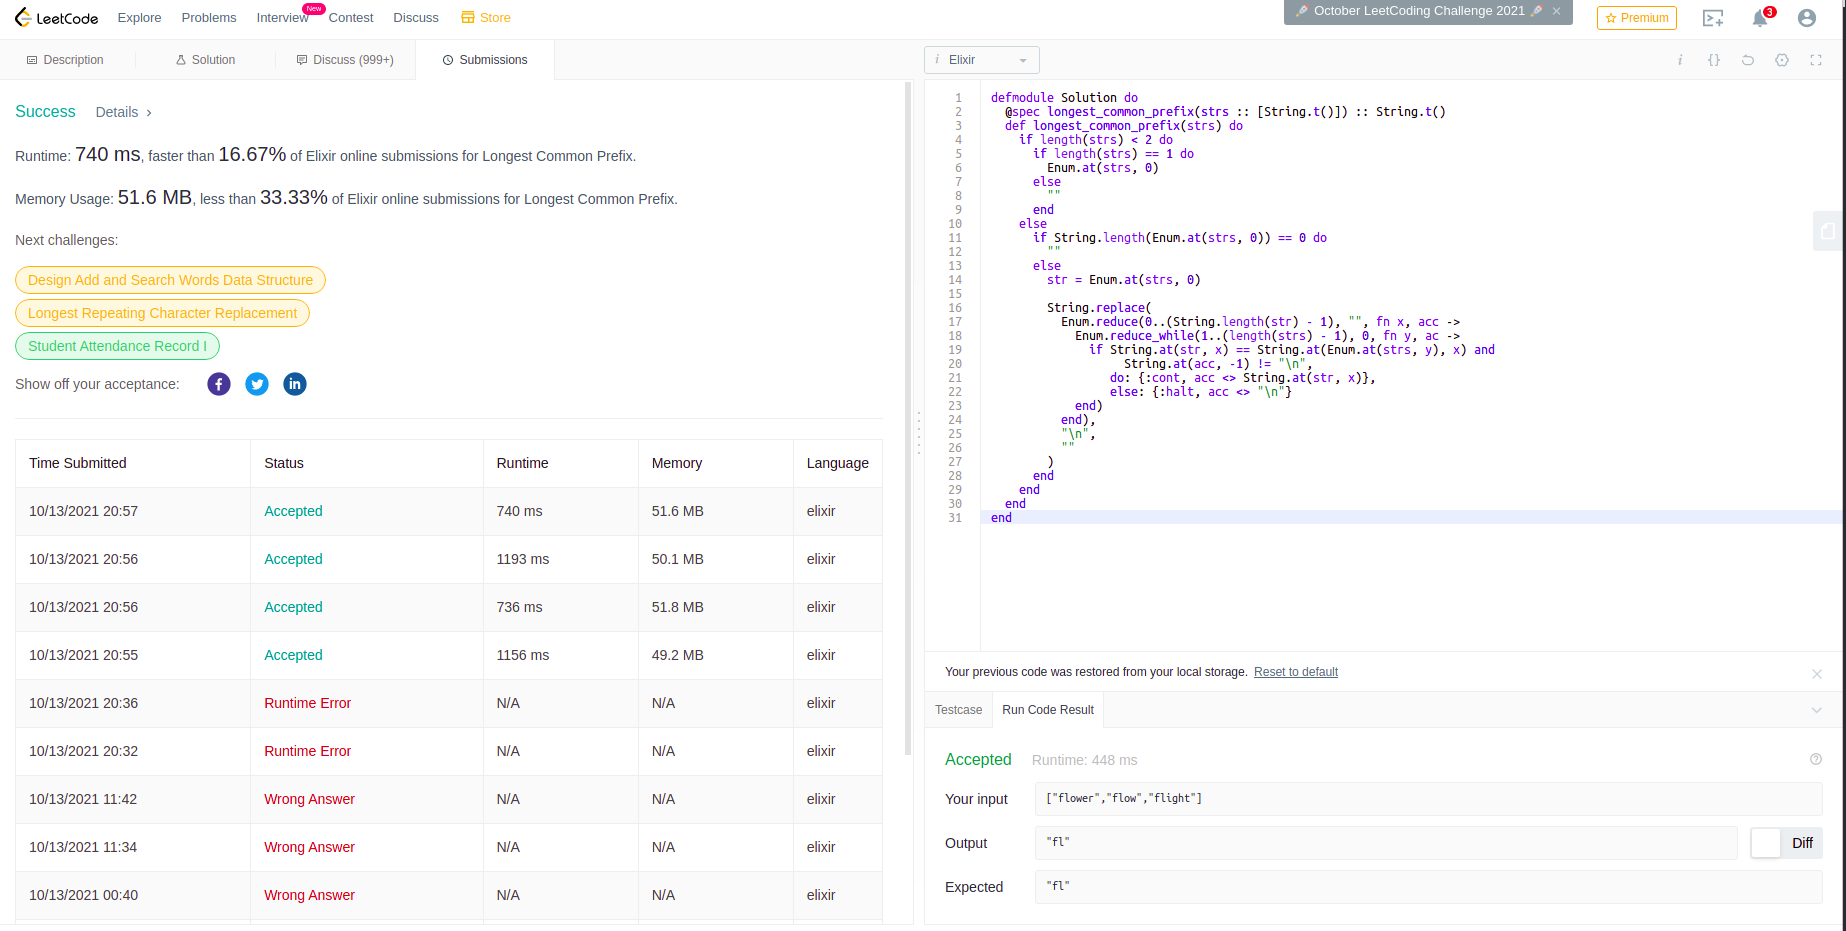 LeetCode Explore Problems Interview New Contest Discuss Store October LeetCoding Challenge 2021 Premium 3
Description Solution Discuss (999+) Submissions
Success Details
Runtime: 740 ms, faster than 16.67% of Elixir online submissions for Longest Common Prefix.
Memory Usage: 51.6 MB, less than 33.33% of Elixir online submissions for Longest Common Prefix.
Next challenges:
Design Add and Search Words Data Structure
Longest Repeating Character Replacement
Student Attendance Record I
Show off your acceptance:
Time Submitted Status Runtime Memory Language
10/13/2021 20:57 Accepted 740 ms 51.6 MB elixir
10/13/2021 20:56 Accepted 1193 ms 50.1 MB elixir
10/13/2021 20:56 Accepted 736 ms 51.8 MB elixir
10/13/2021 20:55 Accepted 1156 ms 49.2 MB elixir
10/13/2021 20:36 Runtime Error N/A N/A elixir
10/13/2021 20:32 Runtime Error N/A N/A elixir
10/13/2021 11:42 Wrong Answer N/A N/A elixir
10/13/2021 11:34 Wrong Answer N/A N/A elixir
10/13/2021 00:40 Wrong Answer N/A N/A elixir
i Elixir i {}
1 defmodule Solution do
2 @spec longest_common_prefix(strs :: [String.t()]) :: String.t()
3 def longest_common_prefix(strs) do
4 if length(strs) < 2 do
5 if length(strs) == 1 do
6 Enum.at(strs, 0)
7 else
8 ""
9 end
10 else
11 if String.length(Enum.at(strs, 0)) == 0 do
12 ""
13 else
14 str = Enum.at(strs, 0)
15
16 String.replace(
17 Enum.reduce(0..(String.length(str) - 1), "", fn x, acc ->
18 Enum.reduce_while(1..(length(strs) - 1), 0, fn y, ac ->
19 if String.at(str, x) == String.at(Enum.at(strs, y), x) and
20 String.at(acc, -1) != "\n",
21 do: {:cont, acc <> String.at(str, x)},
22 else: {:halt, acc <> "\n"}
23 end)
24 end),
25 "\n",
26 ""
27 )
28 end
29 end
30 end
31 end
Your previous code was restored from your local storage. Reset to default
Testcase Run Code Result
Accepted Runtime: 448 ms
Your input ["flower","flow","flight"]
Output "fl" Diff
Expected "fl"